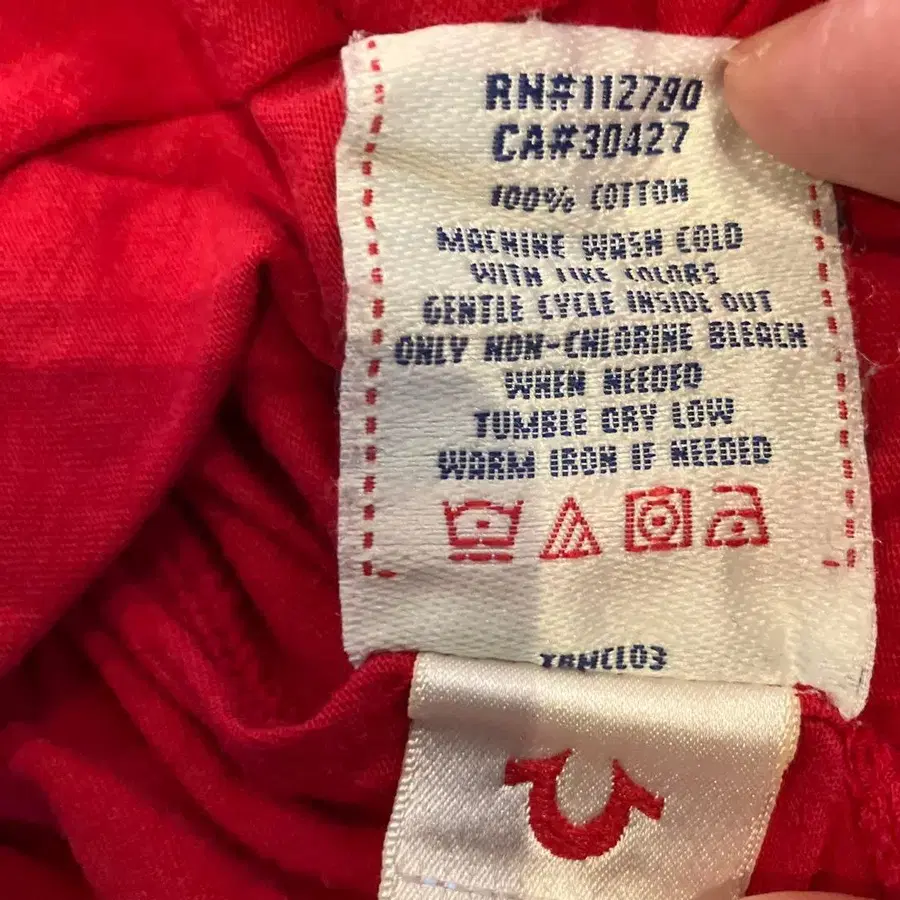 RN#112790
CA#30427
100% COTTON
MACHINE WASH COLD
WITH LIKE COLORS
GENTLE CYCLE INSIDE OUT
ONLY NON-CHLORINE BLEACH
WHEN NEEDED
TUMBLE DRY LOW
WARM IRON IF NEEDED